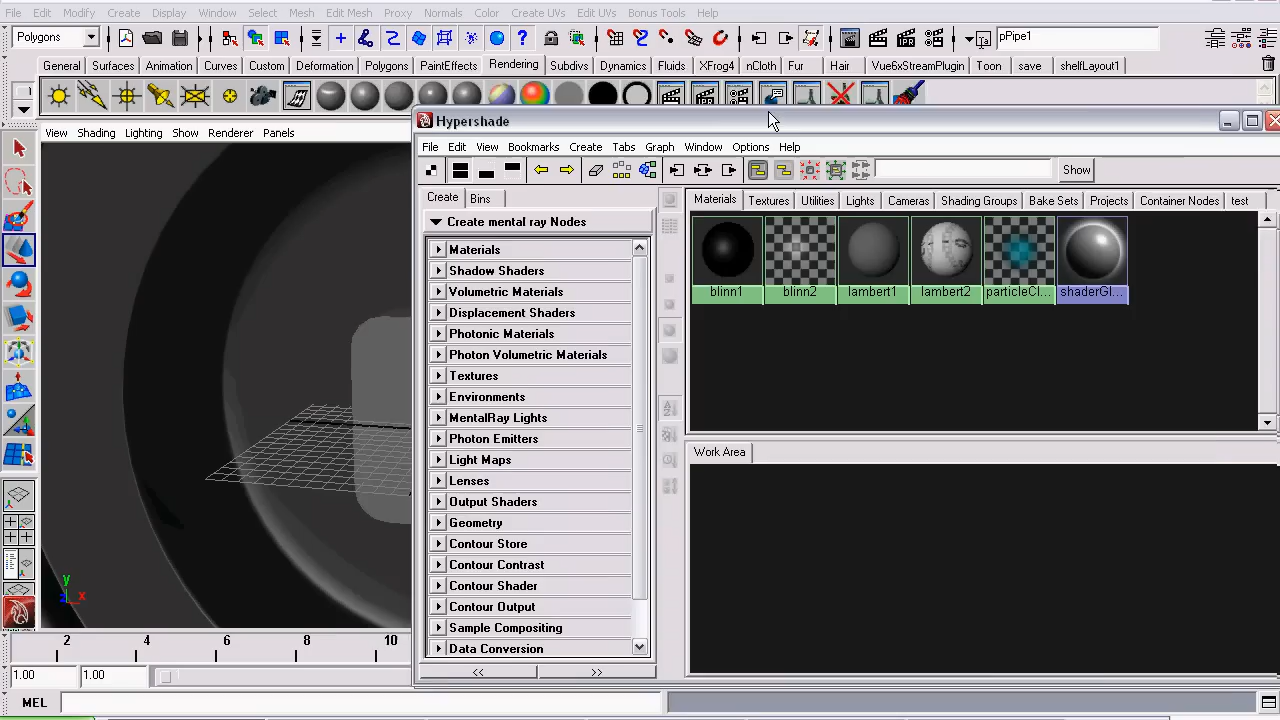 File Edit Modify Create Display Window Select Mesh Edit Mesh Proxy Normals Color Create UVs Edit UVs Bonus Tools Help
Polygons pPipe1
General Surfaces Animation Curves Custom Deformation Polygons PaintEffects Rendering Subdivs Dynamics Fluids XFrog4 nCloth Fur Hair Vue6xStreamPlugin Toon save shelfLayout1
IPR
View Shading Lighting Show Renderer Panels
Hypershade
File Edit View Bookmarks Create Tabs Graph Window Options Help
Show
Create Bins
Materials Textures Utilities Lights Cameras Shading Groups Bake Sets Projects Container Nodes test
Create mental ray Nodes
Materials
Shadow Shaders
Volumetric Materials
Displacement Shaders
Photonic Materials
Photon Volumetric Materials
Textures
Environments
MentalRay Lights
Photon Emitters
Light Maps
Lenses
Output Shaders
Geometry
Contour Store
Contour Contrast
Contour Shader
Contour Output
Sample Compositing
Data Conversion
<< >>
blinn1 blinn2 lambert1 lambert2 particleCl... shaderGl...
Work Area
y
z x
2 4 6 8 10
1.00 1.00
MEL